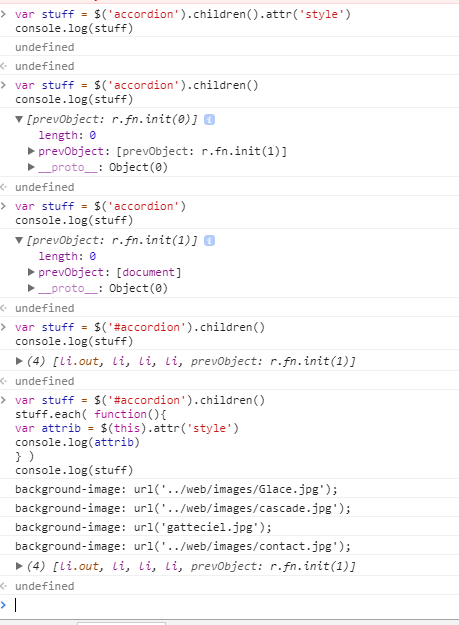 > var stuff = $('accordion').children().attr('style')
console.log(stuff)
undefined
undefined
> var stuff = $('accordion').children()
console.log(stuff)
▼ [prevObject: r.fn.init(0)] i
length: 0
▶ prevObject: [prevObject: r.fn.init(1)]
▶ __proto__: Object(0)
undefined
> var stuff = $('accordion')
console.log(stuff)
▼ [prevObject: r.fn.init(1)] i
length: 0
▶ prevObject: [document]
▶ __proto__: Object(0)
undefined
> var stuff = $('#accordion').children()
console.log(stuff)
▶ (4) [li.out, li, li, li, prevObject: r.fn.init(1)]
undefined
> var stuff = $('#accordion').children()
stuff.each( function(){
var attrib = $(this).attr('style')
console.log(attrib)
} )
console.log(stuff)
background-image: url('../web/images/Glace.jpg');
background-image: url('../web/images/cascade.jpg');
background-image: url('gatteciel.jpg');
background-image: url('../web/images/contact.jpg');
▶ (4) [li.out, li, li, li, prevObject: r.fn.init(1)]
undefined
>